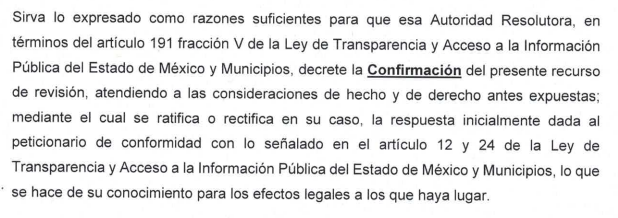 Sirva lo expresado como razones suficientes para que esa Autoridad Resolutora, en
términos del artículo 191 fracción V de la Ley de Transparencia y Acceso a la Información
Pública del Estado de México y Municipios, decrete la Confirmación del presente recurso
de revisión, atendiendo a las consideraciones de hecho y de derecho antes expuestas;
mediante el cual se ratifica o rectifica en su caso, la respuesta inicialmente dada al
peticionario de conformidad con lo señalado en el artículo 12 y 24 de la Ley de
Transparencia y Acceso a la Información Pública del Estado de México y Municipios, lo que
se hace de su conocimiento para los efectos legales a los que haya lugar.